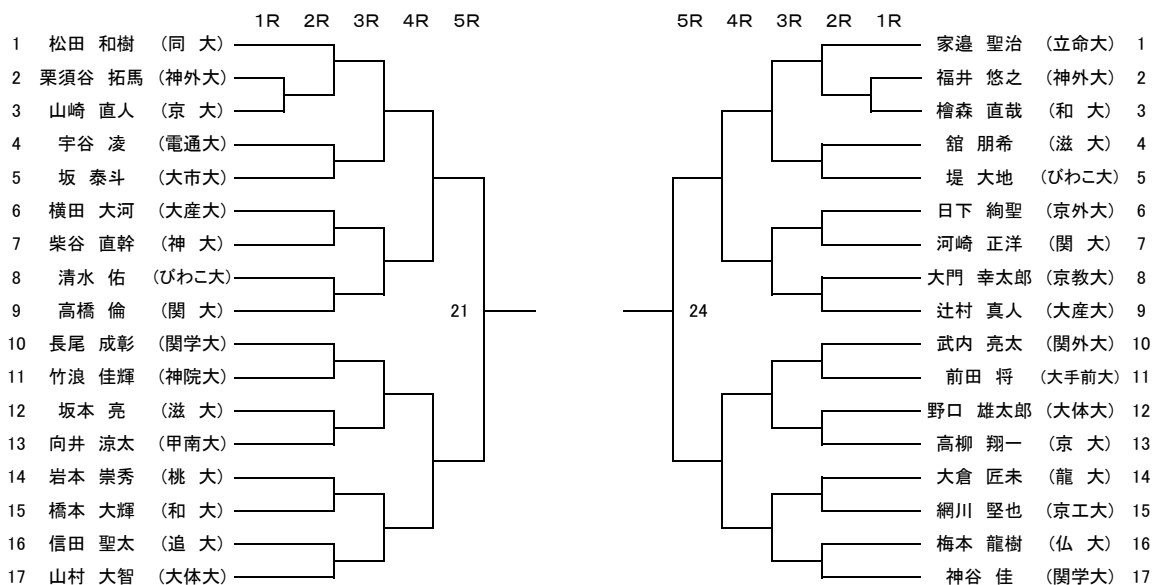 1R 2R 3R 4R 5R
1 松田 和樹 (同 大)
2 栗須谷 拓馬 (神外大)
3 山崎 直人 (京 大)
4 宇谷 凌 (電通大)
5 坂 泰斗 (大市大)
6 横田 大河 (大産大)
7 柴谷 直幹 (神 大)
8 清水 佑 (びわこ大)
9 高橋 倫 (関 大)
21
10 長尾 成彰 (関学大)
11 竹浪 佳輝 (神院大)
12 坂本 亮 (滋 大)
13 向井 涼太 (甲南大)
14 岩本 崇秀 (桃 大)
15 橋本 大輝 (和 大)
16 信田 聖太 (追 大)
17 山村 大智 (大体大)
5R 4R 3R 2R 1R
家邉 聖治 (立命大) 1
福井 悠之 (神外大) 2
檜森 直哉 (和 大) 3
舘 朋希 (滋 大) 4
堤 大地 (びわこ大) 5
日下 絢聖 (京外大) 6
河崎 正洋 (関 大) 7
大門 幸太郎 (京教大) 8
24
辻村 真人 (大産大) 9
武内 亮太 (関外大) 10
前田 将 (大手前大) 11
野口 雄太郎 (大体大) 12
高柳 翔一 (京 大) 13
大倉 匠未 (龍 大) 14
網川 堅也 (京工大) 15
梅本 龍樹 (仏 大) 16
神谷 佳 (関学大) 17